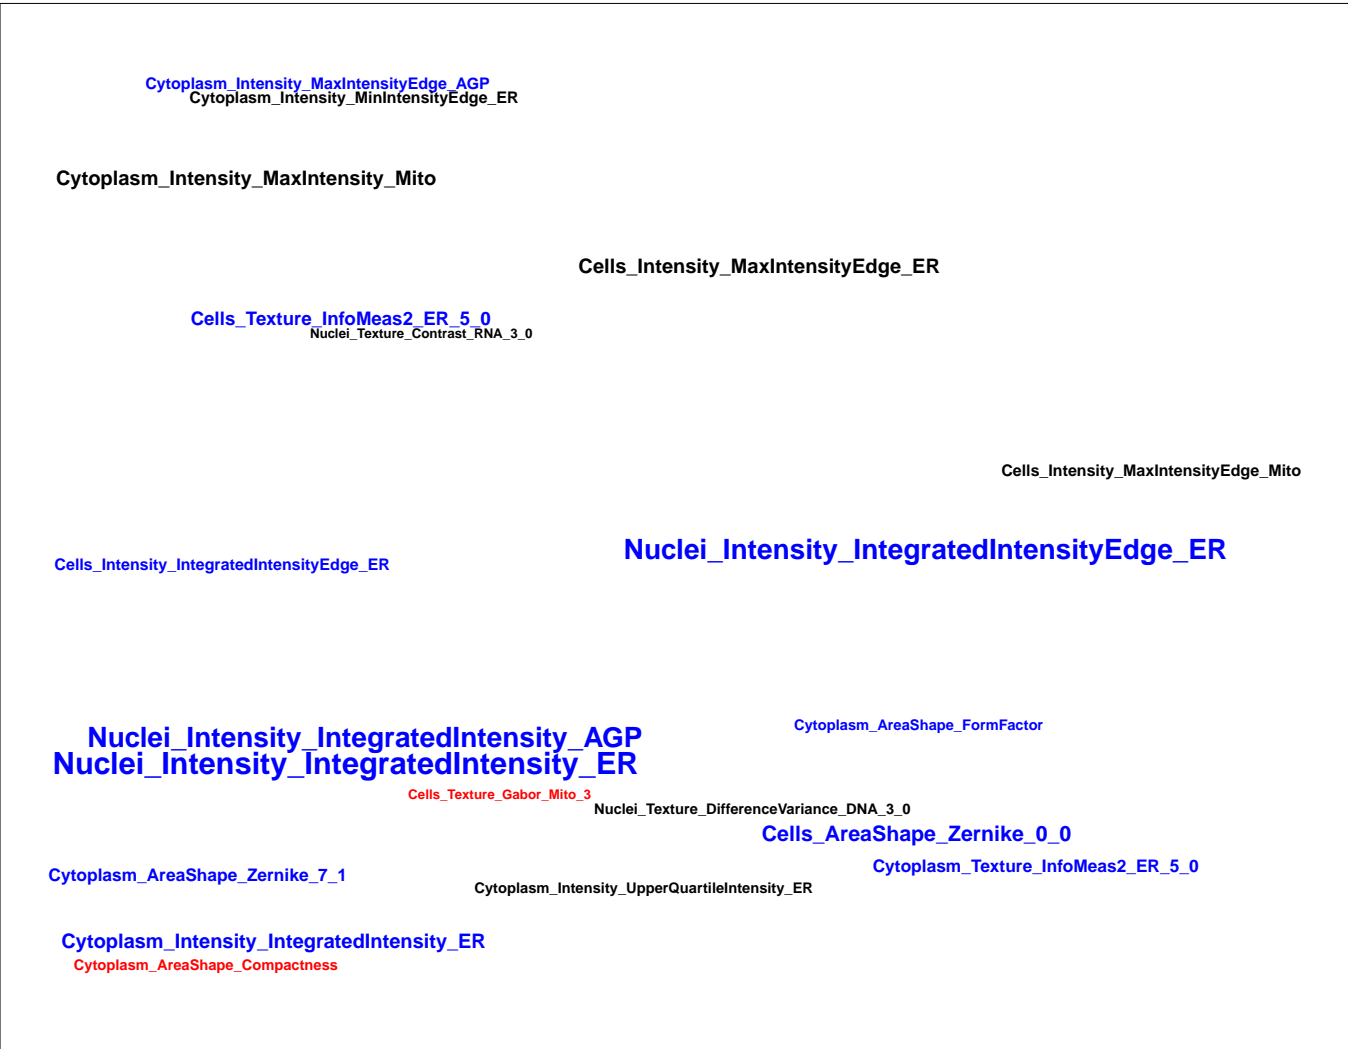 Cytoplasm_Intensity_MaxIntensityEdge_AGP
Cytoplasm_Intensity_MinIntensityEdge_ER
Cytoplasm_Intensity_MaxIntensity_Mito
Cells_Intensity_MaxIntensityEdge_ER
Cells_Texture_InfoMeas2_ER_5_0
Nuclei_Texture_Contrast_RNA_3_0
Cells_Intensity_MaxIntensityEdge_Mito
Nuclei_Intensity_IntegratedIntensityEdge_ER
Cells_Intensity_IntegratedIntensityEdge_ER
Cytoplasm_AreaShape_FormFactor
Nuclei_Intensity_IntegratedIntensity_AGP
Nuclei_Intensity_IntegratedIntensity_ER
Cells_Texture_Gabor_Mito_3
Nuclei_Texture_DifferenceVariance_DNA_3_0
Cells_AreaShape_Zernike_0_0
Cytoplasm_Texture_InfoMeas2_ER_5_0
Cytoplasm_AreaShape_Zernike_7_1
Cytoplasm_Intensity_UpperQuartileIntensity_ER
Cytoplasm_Intensity_IntegratedIntensity_ER
Cytoplasm_AreaShape_Compactness